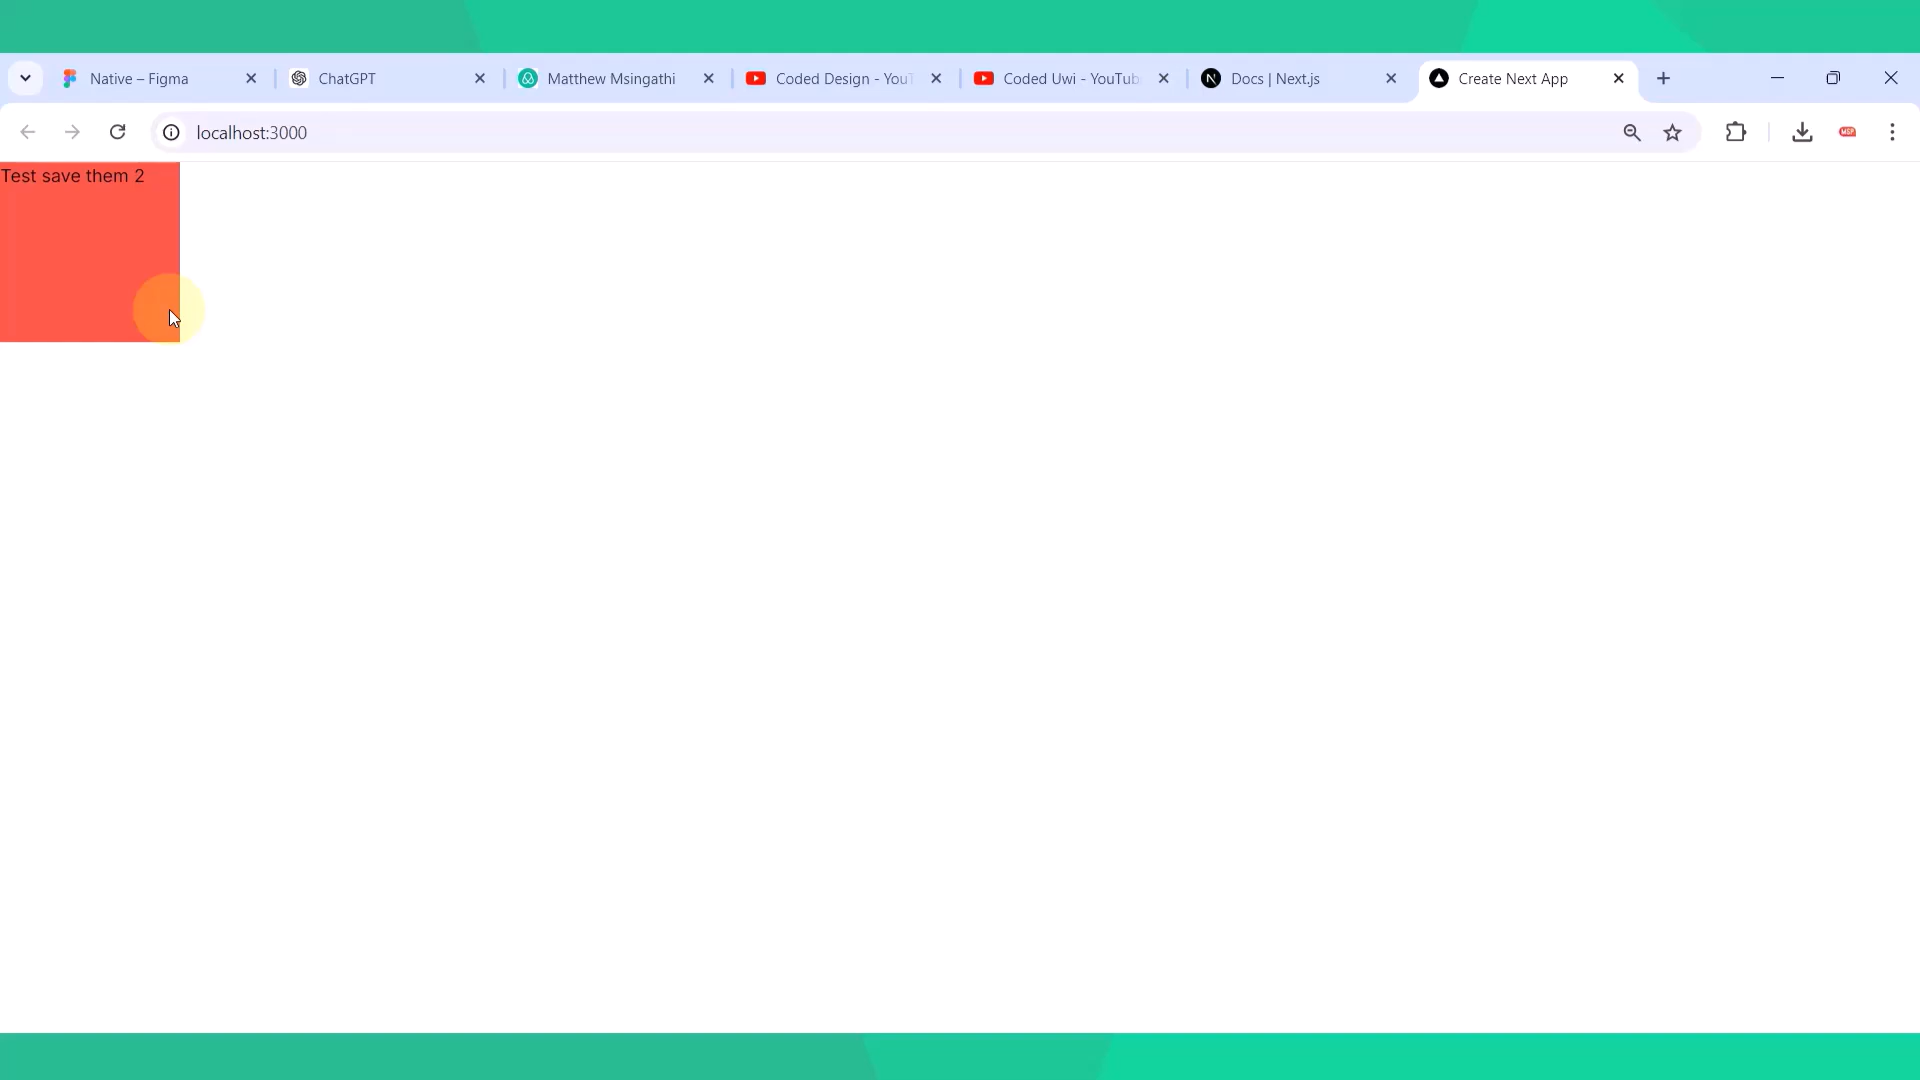 Native – Figma
ChatGPT
Matthew Msingathi
Coded Design - YouT
Coded Uwi - YouTub
Docs | Next.js
Create Next App
localhost:3000
Test save them 2